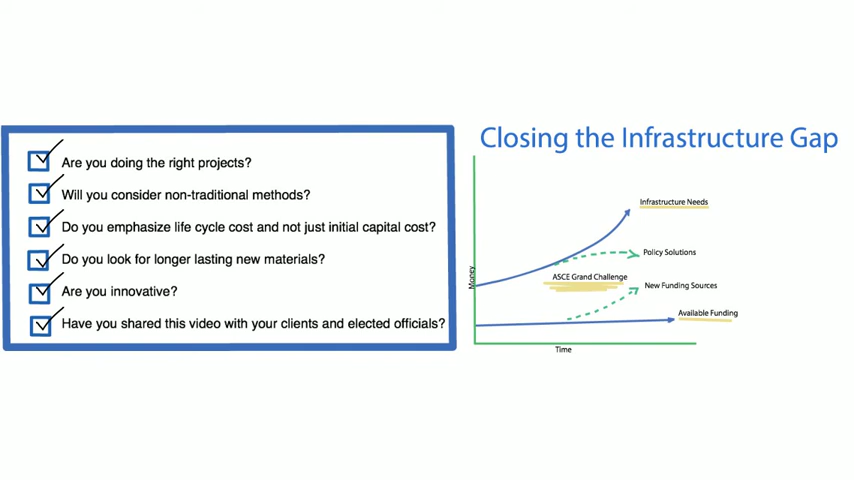 Are you doing the right projects?
Will you consider non-traditional methods?
Do you emphasize life cycle cost and not just initial capital cost?
Do you look for longer lasting new materials?
Are you innovative?
Have you shared this video with your clients and elected officials?
Closing the Infrastructure Gap
Infrastructure Needs
Policy Solutions
ASCE Grand Challenge
New Funding Sources
Available Funding
Money
Time